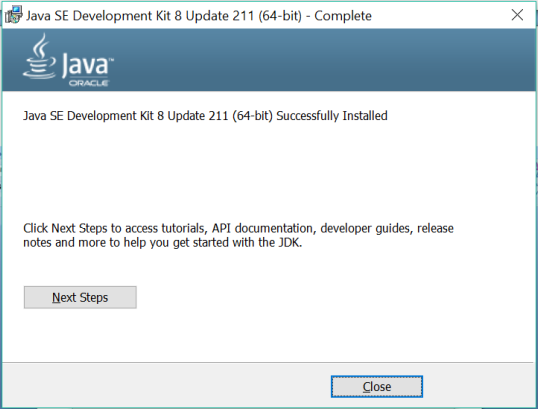 Java SE Development Kit 8 Update 211 (64-bit) - Complete
Java™
ORACLE
Java SE Development Kit 8 Update 211 (64-bit) Successfully Installed
Click Next Steps to access tutorials, API documentation, developer guides, release
notes and more to help you get started with the JDK.
Next Steps
Close